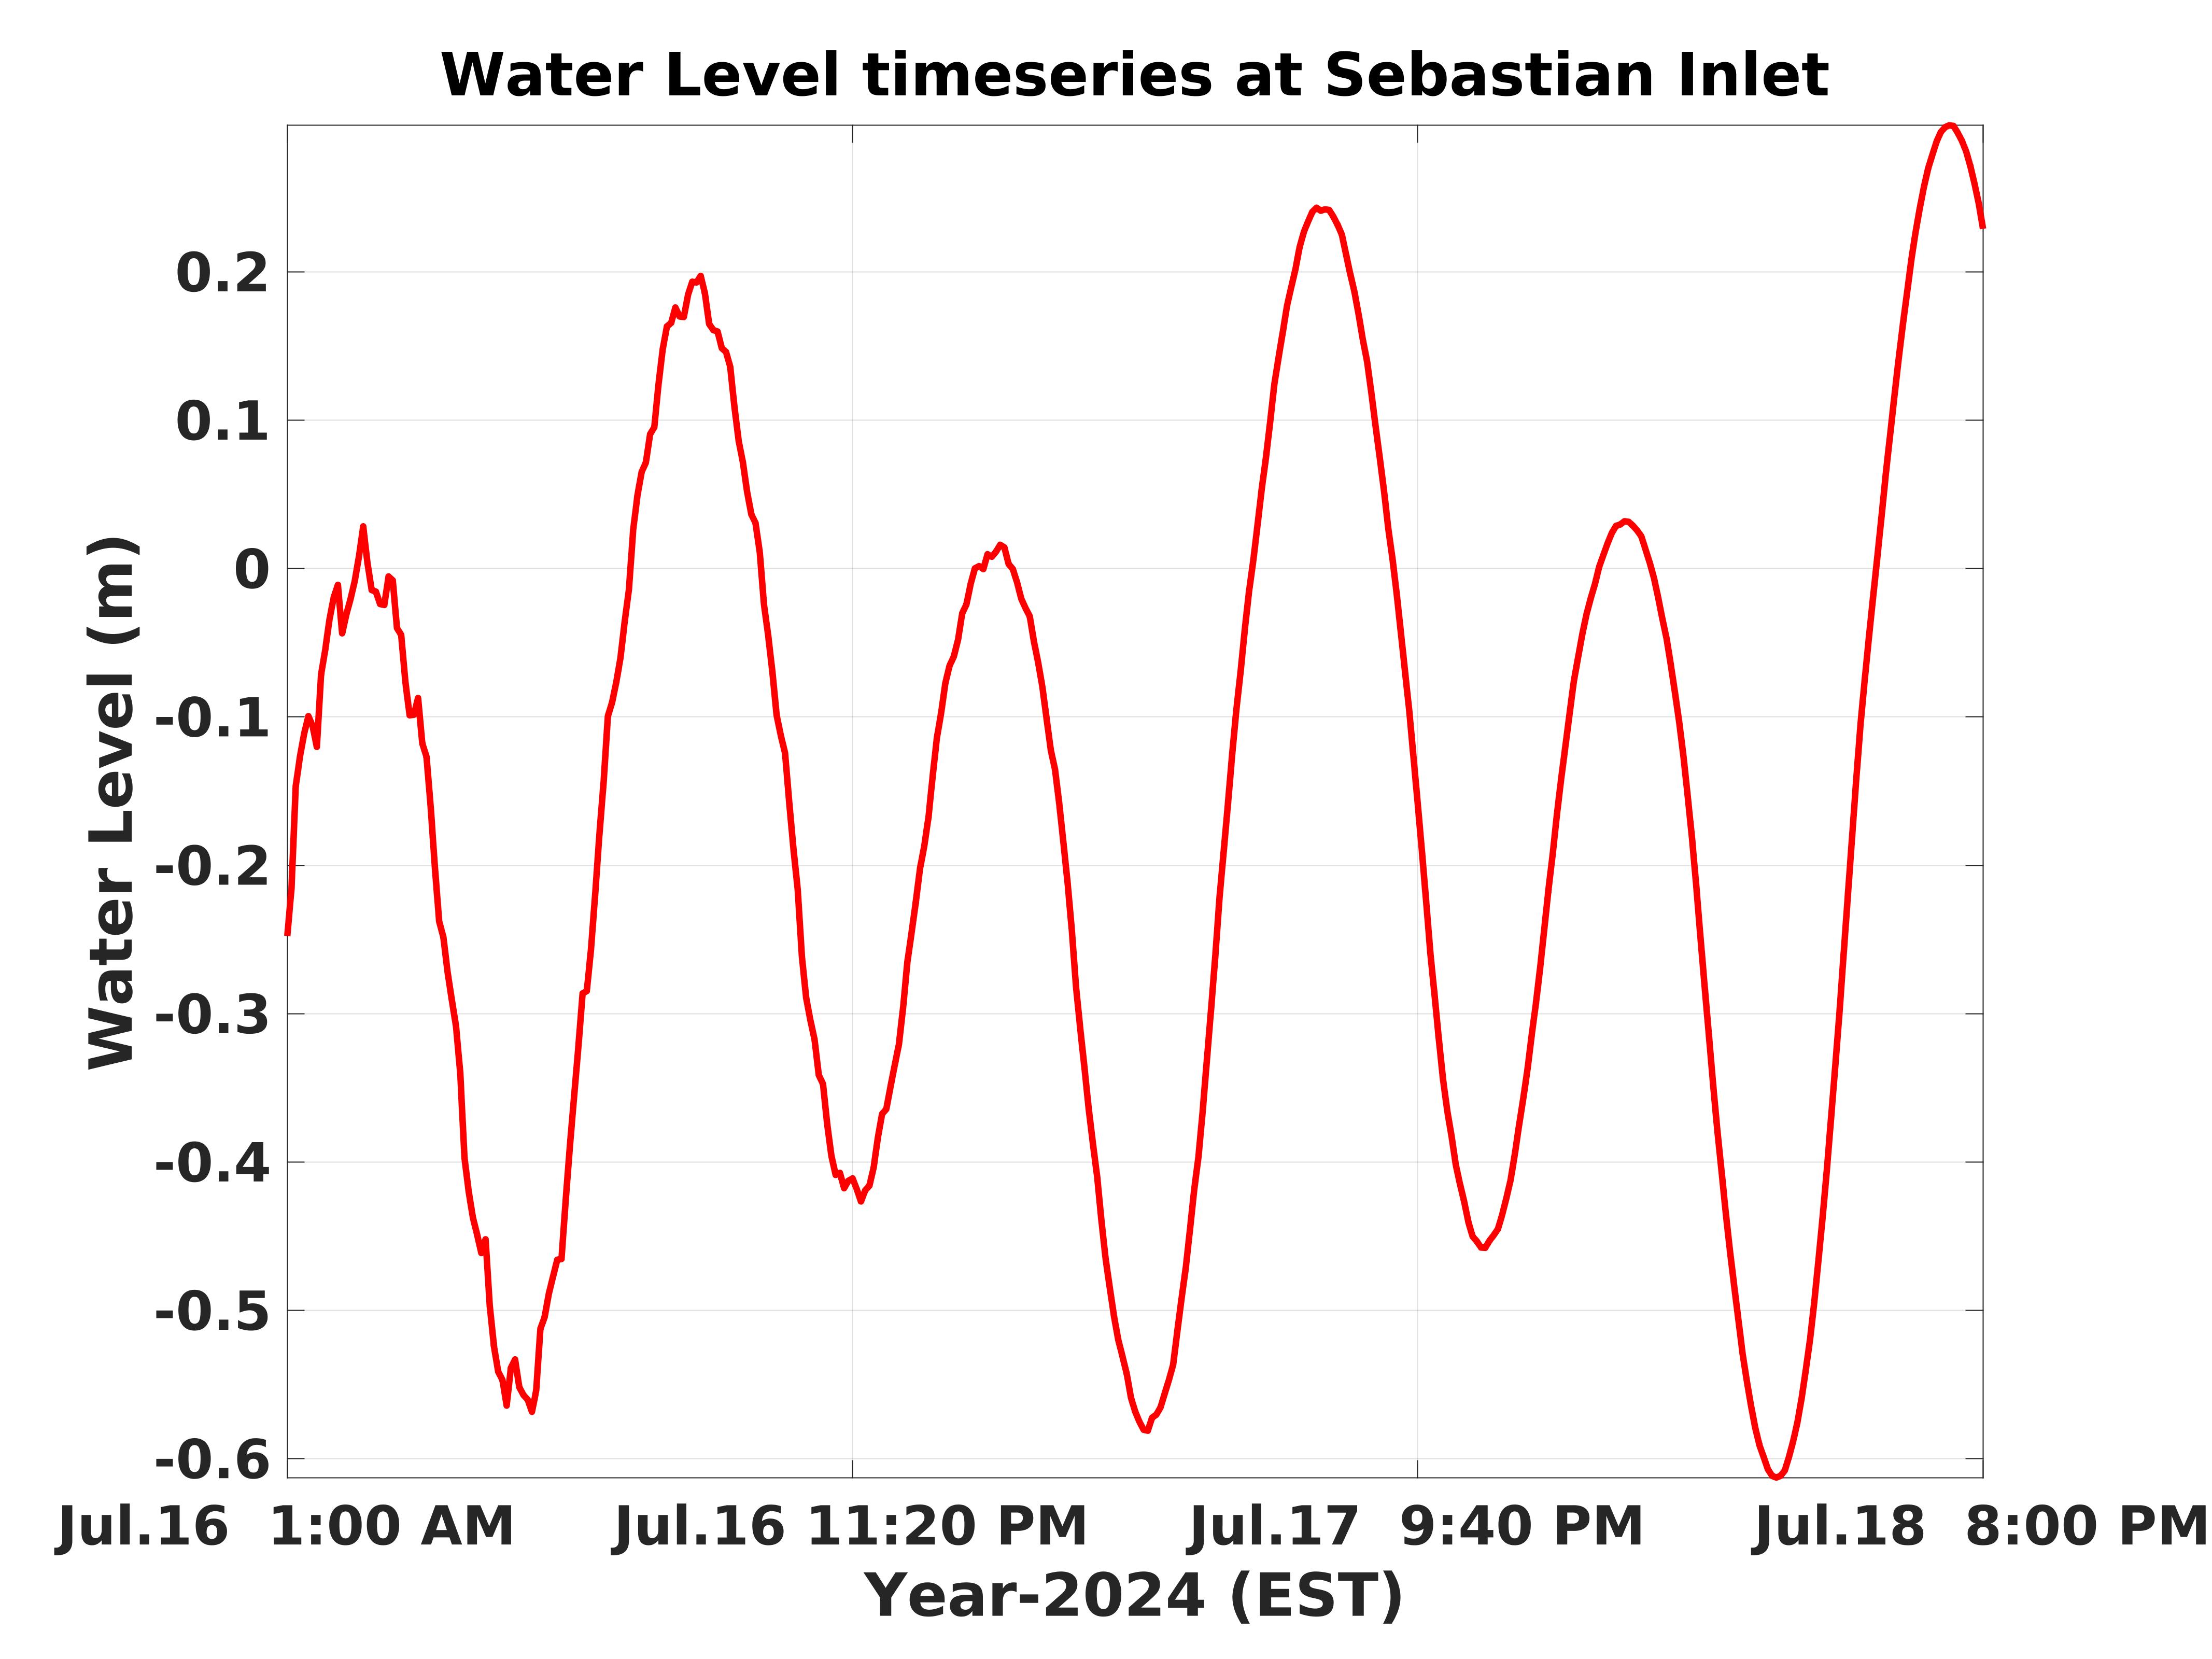 Water Level timeseries at Sebastian Inlet
Water Level (m)
0.2
0.1
0
-0.1
-0.2
-0.3
-0.4
-0.5
-0.6
Jul.16  1:00 AM
Jul.16 11:20 PM
Jul.17  9:40 PM
Jul.18  8:00 PM
Year-2024 (EST)